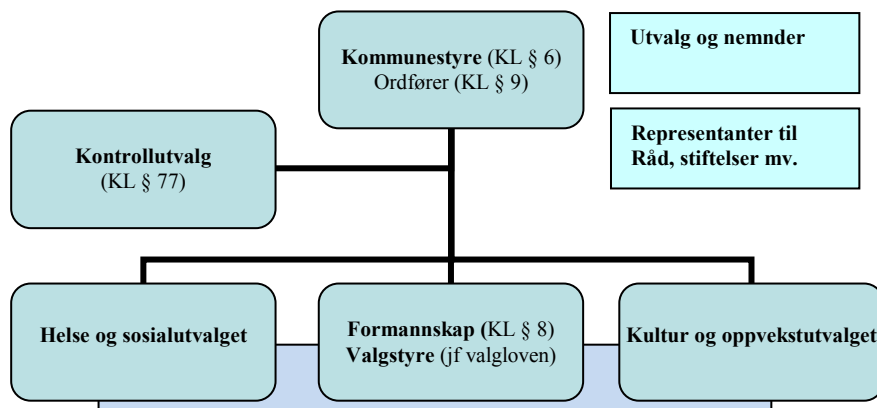 Kommunestyre (KL § 6)
Ordfører (KL § 9)
Utvalg og nemnder
Representanter til
Råd, stiftelser mv.
Kontrollutvalg
(KL § 77)
Helse og sosialutvalget
Formannskap (KL § 8)
Valgstyre (jf valgloven)
Kultur og oppvekstutvalget